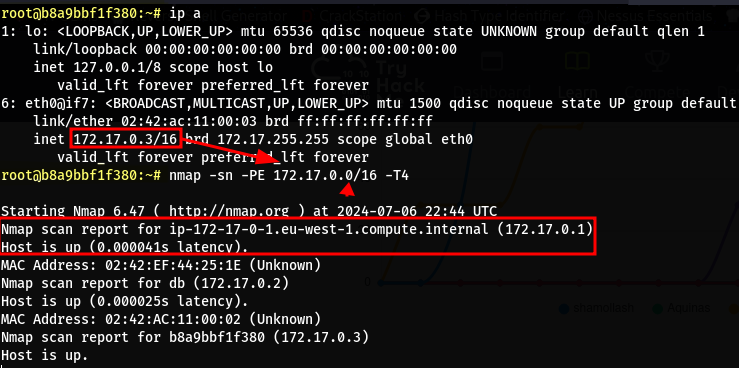 root@b8a9bbf1f380:~# ip a
1: lo: <LOOPBACK,UP,LOWER_UP> mtu 65536 qdisc noqueue state UNKNOWN group default qlen 1
link/loopback 00:00:00:00:00:00 brd 00:00:00:00:00:00
inet 127.0.0.1/8 scope host lo
valid_lft forever preferred_lft forever
6: eth0@if7: <BROADCAST,MULTICAST,UP,LOWER_UP> mtu 1500 qdisc noqueue state UP group default
link/ether 02:42:ac:11:00:03 brd ff:ff:ff:ff:ff:ff
inet 172.17.0.3/16 brd 172.17.255.255 scope global eth0
valid_lft forever preferred_lft forever
root@b8a9bbf1f380:~# nmap -sn -PE 172.17.0.0/16 -T4
Starting Nmap 6.47 ( http://nmap.org ) at 2024-07-06 22:44 UTC
Nmap scan report for ip-172-17-0-1.eu-west-1.compute.internal (172.17.0.1)
Host is up (0.000041s latency).
MAC Address: 02:42:EF:44:25:1E (Unknown)
Nmap scan report for db (172.17.0.2)
Host is up (0.000025s latency).
MAC Address: 02:42:AC:11:00:02 (Unknown)
Nmap scan report for b8a9bbf1f380 (172.17.0.3)
Host is up.